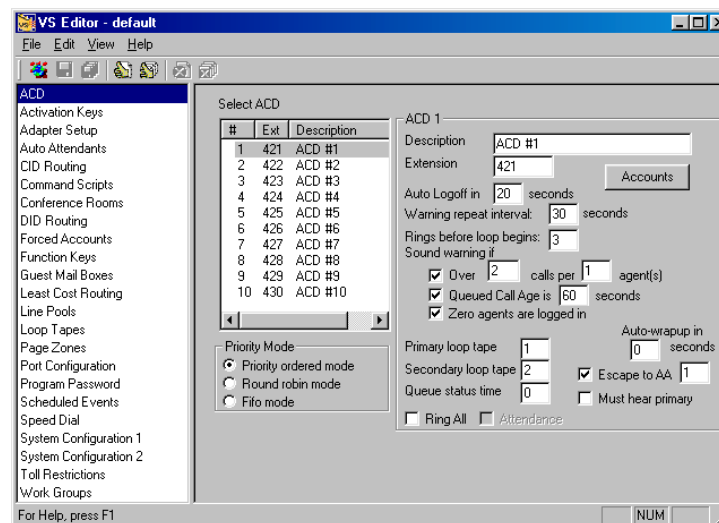 VS Editor - default
File Edit View Help
ACD
Activation Keys
Adapter Setup
Auto Attendants
CID Routing
Command Scripts
Conference Rooms
DID Routing
Forced Accounts
Function Keys
Guest Mail Boxes
Least Cost Routing
Line Pools
Loop Tapes
Page Zones
Port Configuration
Program Password
Scheduled Events
Speed Dial
System Configuration 1
System Configuration 2
Toll Restrictions
Work Groups
Select ACD
# Ext Description
1 421 ACD #1
2 422 ACD #2
3 423 ACD #3
4 424 ACD #4
5 425 ACD #5
6 426 ACD #6
7 427 ACD #7
8 428 ACD #8
9 429 ACD #9
10 430 ACD #10
Priority Mode
Priority ordered mode
Round robin mode
Fifo mode
ACD 1
Description ACD #1
Extension 421
Accounts
Auto Logoff in 20 seconds
Warning repeat interval: 30 seconds
Rings before loop begins: 3
Sound warning if
Over 2 calls per 1 agent(s)
Queued Call Age is 60 seconds
Zero agents are logged in
Auto-wrapup in
0 seconds
Primary loop tape 1
Secondary loop tape 2
Escape to AA 1
Queue status time 0
Must hear primary
Ring All Attendance
For Help, press F1
NUM